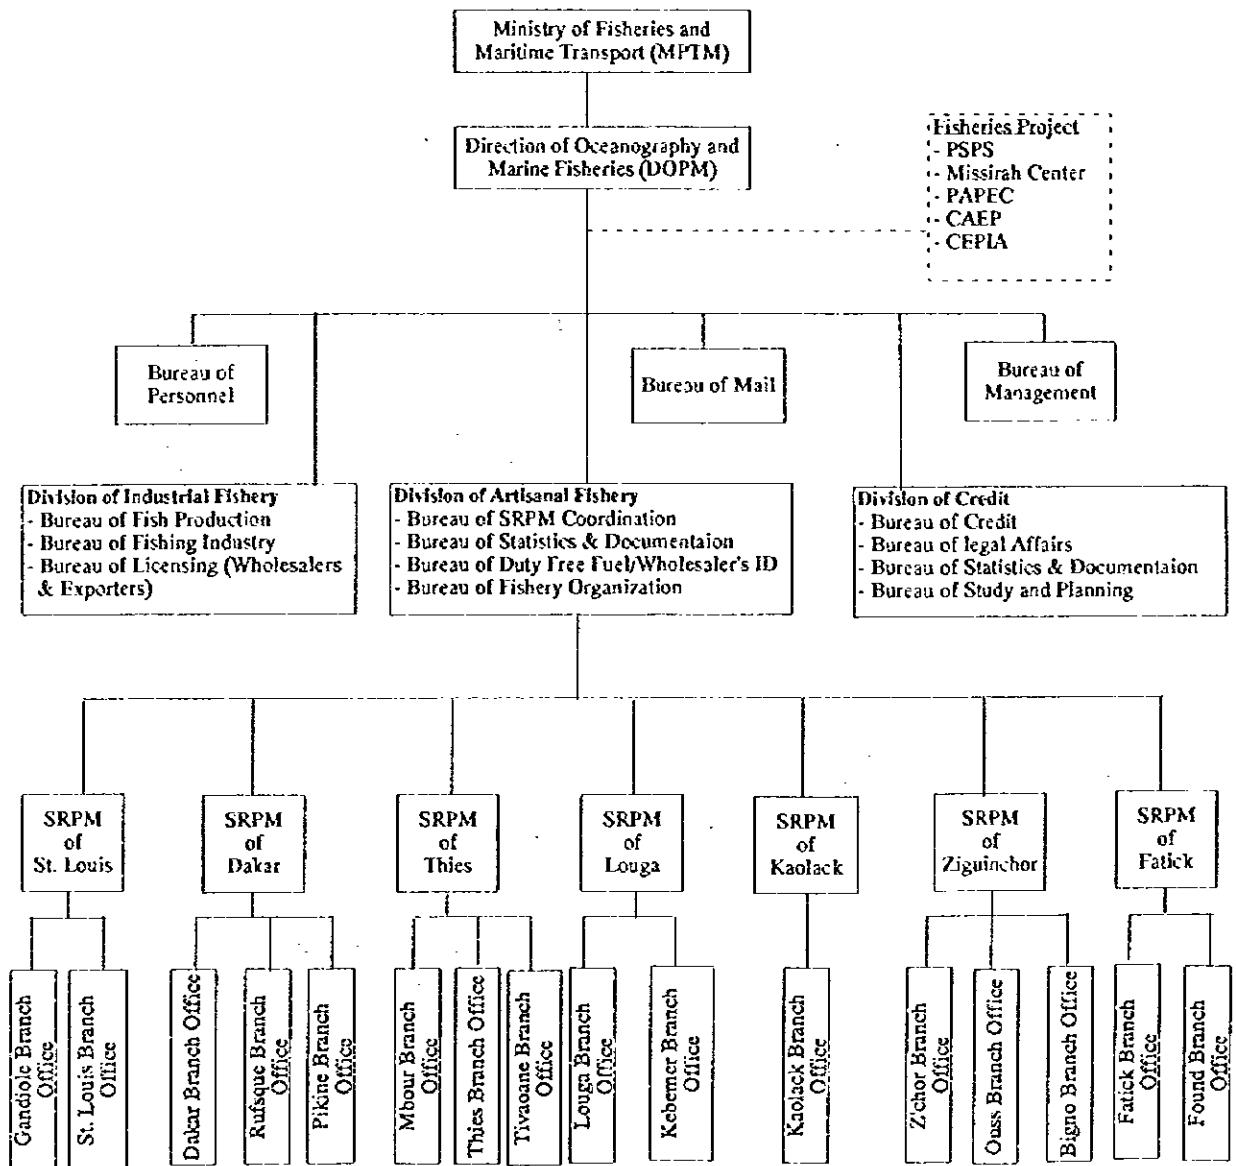 Ministry of Fisheries and
Maritime Transport (MPTM)
Direction of Oceanography and
Marine Fisheries (DOPM)
Fisheries Project
- PSPS
- Missirah Center
- PAPEC
- CAEP
- CEPIA
Bureau of
Personnel
Bureau of Mail
Bureau of
Management
Division of Industrial Fishery
- Bureau of Fish Production
- Bureau of Fishing Industry
- Bureau of Licensing (Wholesalers
& Exporters)
Division of Artisanal Fishery
- Bureau of SRPM Coordination
- Bureau of Statistics & Documentaion
- Bureau of Duty Free Fuel/Wholesaler's ID
- Bureau of Fishery Organization
Division of Credit
- Bureau of Credit
- Bureau of legal Affairs
- Bureau of Statistics & Documentaion
- Bureau of Study and Planning
SRPM
of
St. Louis
SRPM
of
Dakar
SRPM
of
Thies
SRPM
of
Louga
SRPM
of
Kaolack
SRPM
of
Ziguinchor
SRPM
of
Fatick
Gandiole Branch
Office
St. Louis Branch
Office
Dakar Branch Office
Rufsque Branch
Office
Pikine Branch
Office
Mbour Branch
Office
Thies Branch Office
Tivaoane Branch
Office
Louga Branch
Office
Kebemer Branch
Office
Kaolack Branch
Office
Z'chor Branch
Office
Ouss Branch Office
Bigno Branch Office
Fatick Branch
Office
Found Branch
Office